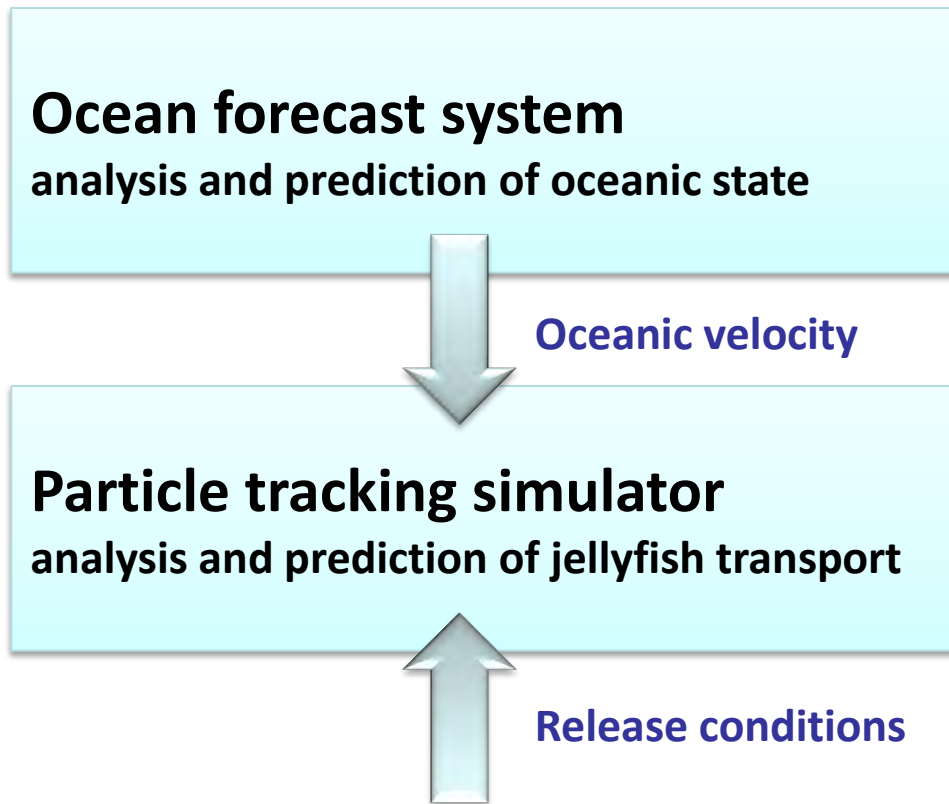 Ocean forecast system
analysis and prediction of oceanic state
Oceanic velocity
Particle tracking simulator
analysis and prediction of jellyfish transport
Release conditions